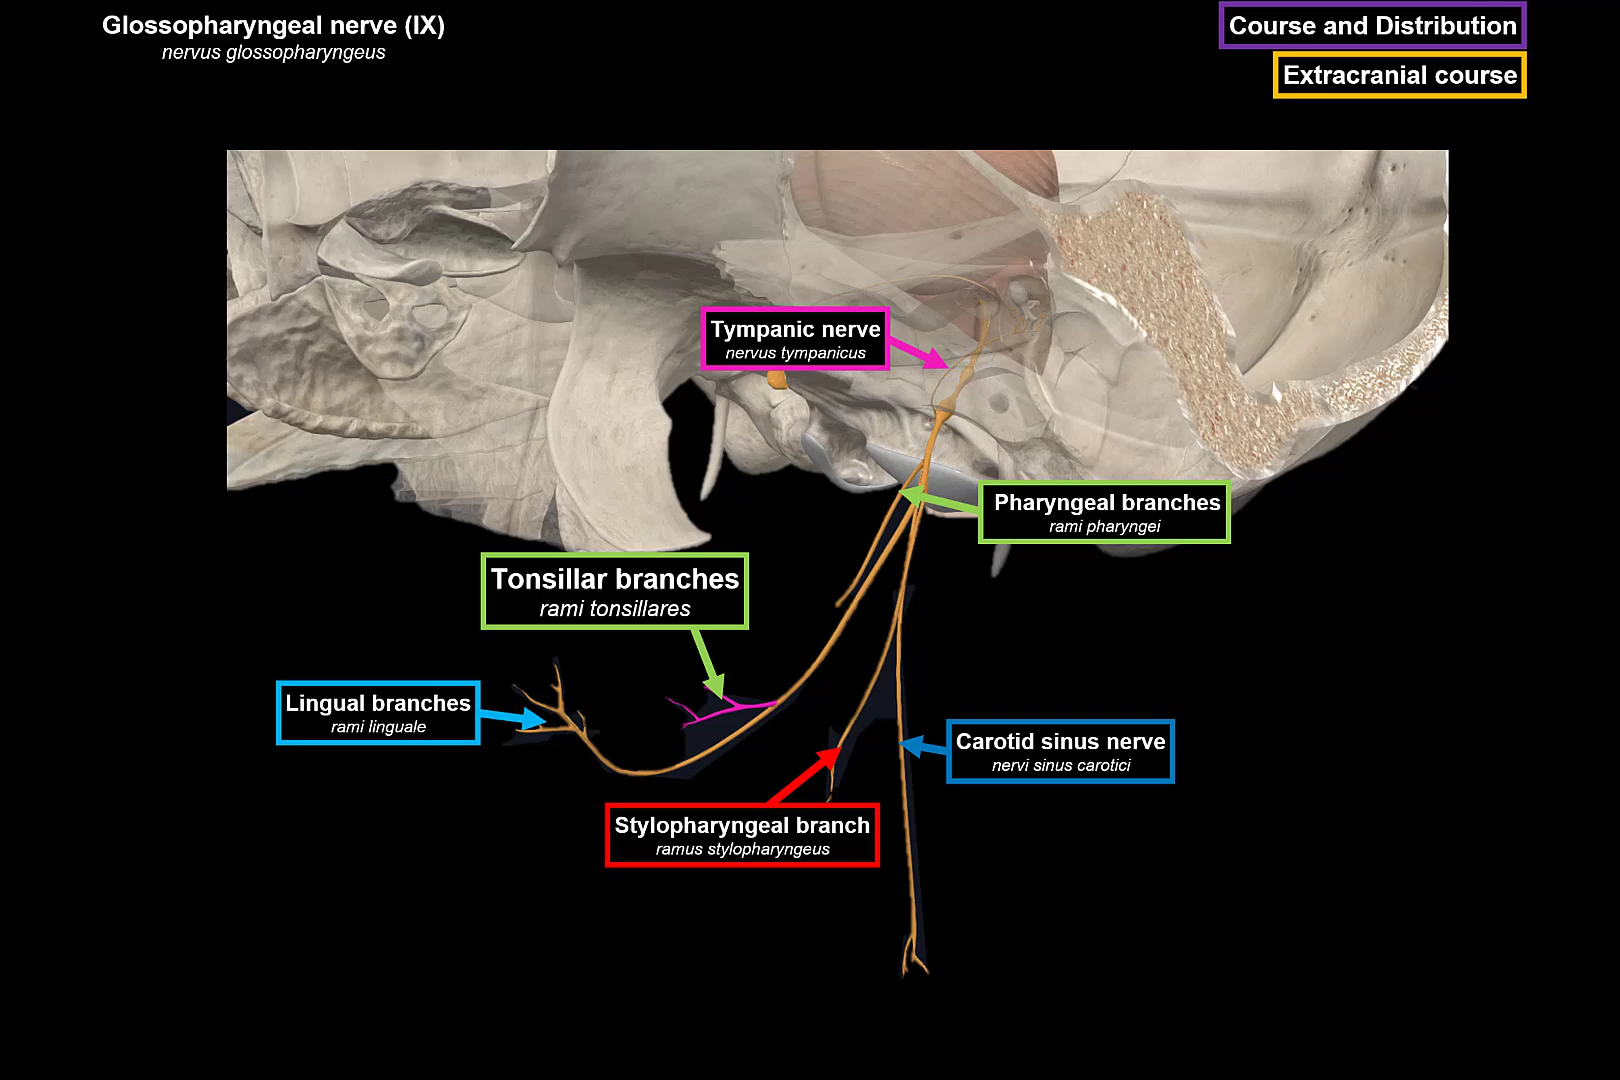 Glossopharyngeal nerve (IX)
nervus glossopharyngeus
Course and Distribution
Extracranial course
Tympanic nerve
nervus tympanicus
Pharyngeal branches
rami pharyngei
Tonsillar branches
rami tonsillares
Lingual branches
rami linguale
Carotid sinus nerve
nervi sinus carotici
Stylopharyngeal branch
ramus stylopharyngeus